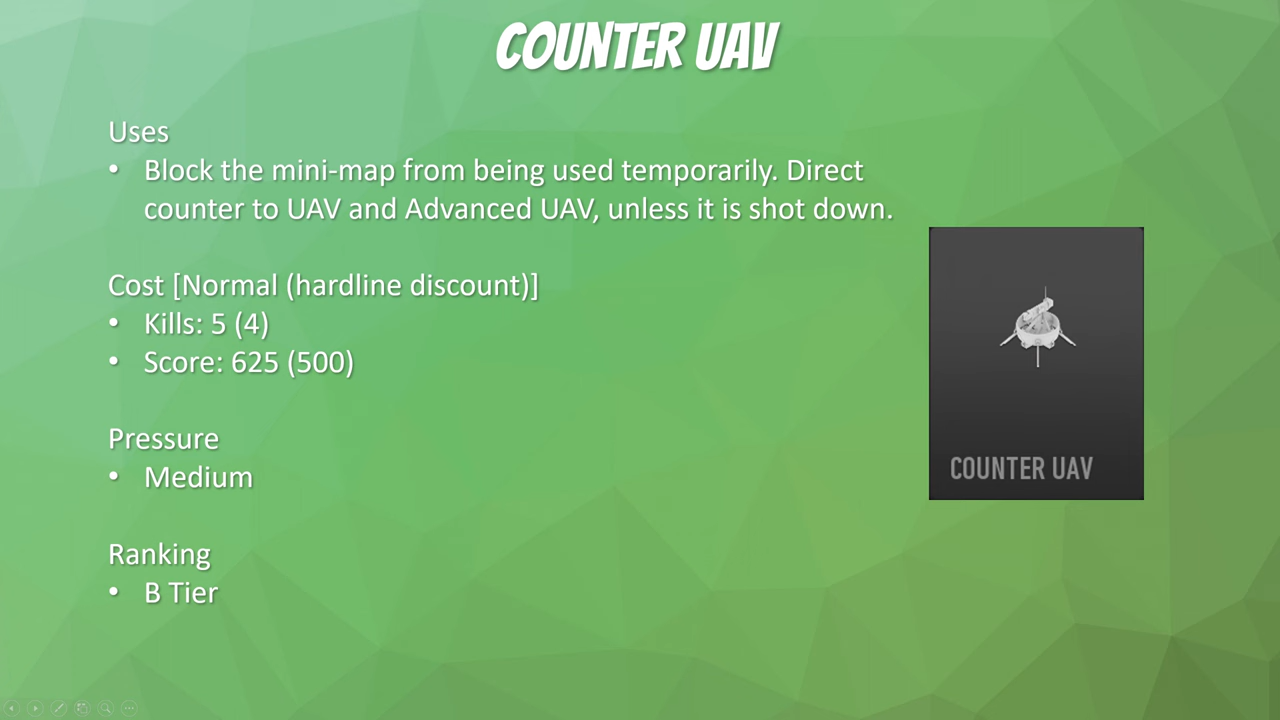 COUNTER UAV
Uses
• Block the mini-map from being used temporarily. Direct
counter to UAV and Advanced UAV, unless it is shot down.
Cost [Normal (hardline discount)]
• Kills: 5 (4)
• Score: 625 (500)
Pressure
• Medium
Ranking
• B Tier
COUNTER UAV